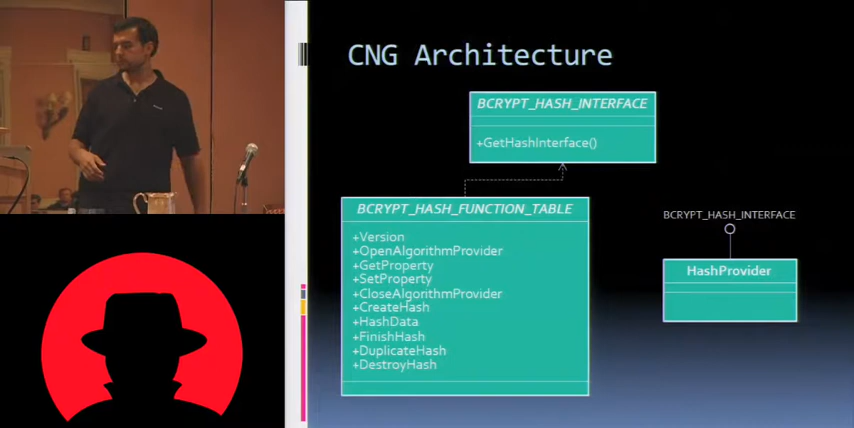 CNG Architecture
BCRYPT_HASH_INTERFACE
+GetHashInterface()
BCRYPT_HASH_FUNCTION_TABLE
+Version
+OpenAlgorithmProvider
+GetProperty
+SetProperty
+CloseAlgorithmProvider
+CreateHash
+HashData
+FinishHash
+DuplicateHash
+DestroyHash
BCRYPT_HASH_INTERFACE
HashProvider